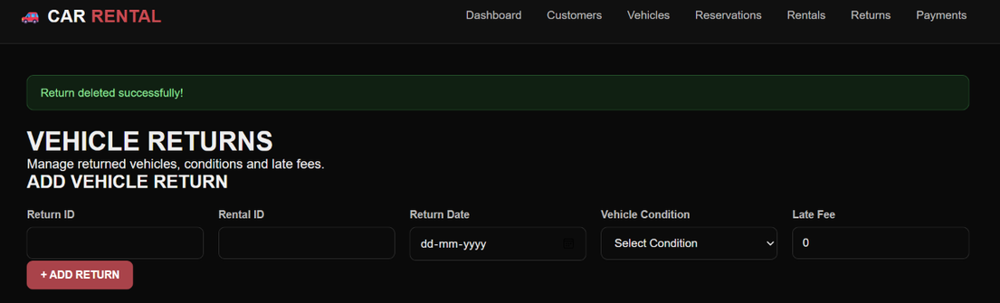 CAR RENTAL Dashboard Customers Vehicles Reservations Rentals Returns Payments
Return deleted successfully!
VEHICLE RETURNS
Manage returned vehicles, conditions and late fees.
ADD VEHICLE RETURN
Return ID Rental ID Return Date Vehicle Condition Late Fee
dd-mm-yyyy Select Condition 0
+ ADD RETURN